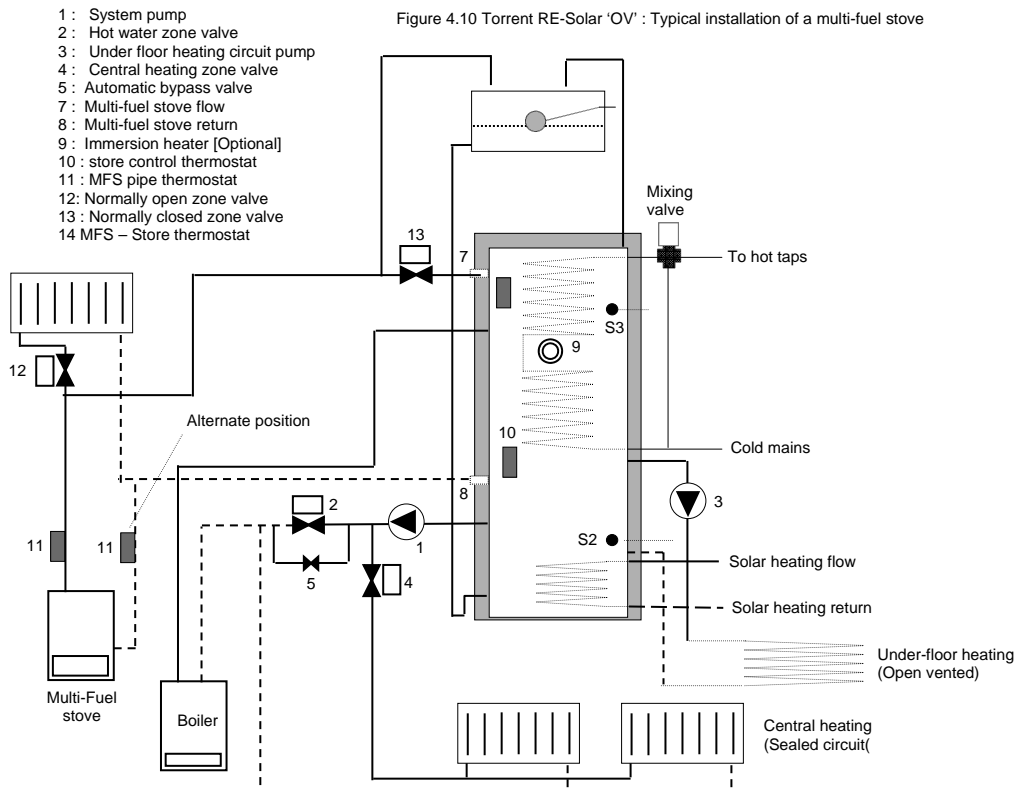 Figure 4.10 Torrent RE-Solar ‘OV’ : Typical installation of a multi-fuel stove
1 : System pump
2 : Hot water zone valve
3 : Under floor heating circuit pump
4 : Central heating zone valve
5 : Automatic bypass valve
7 : Multi-fuel stove flow
8 : Multi-fuel stove return
9 : Immersion heater [Optional]
10 : store control thermostat
11 : MFS pipe thermostat
12: Normally open zone valve
13 : Normally closed zone valve
14 MFS – Store thermostat
Mixing
valve
13
7
To hot taps
S3
9
12
Alternate position
10
Cold mains
8
2
3
1
11
11
S2
5
4
Solar heating flow
Solar heating return
Under-floor heating
(Open vented)
Multi-Fuel
stove
Boiler
Central heating
(Sealed circuit(